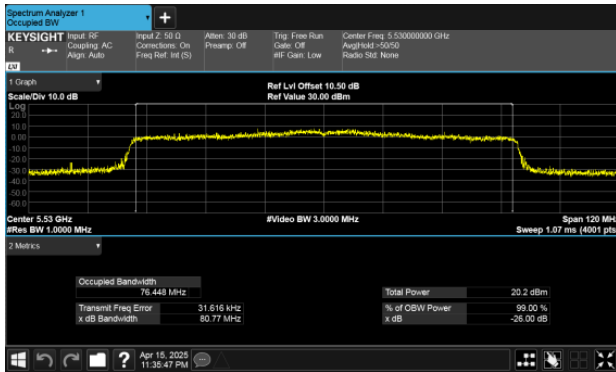 Spectrum Analyzer 1
Occupied BW
+
KEYSIGHT Input: RF Input Z: 50 Ω Atten: 30 dB Trig: Free Run Center Freq: 5.530000000 GHz
R Coupling: AC Corrections: On Preamp: Off Gate: Off Avg|Hold:>50/50
Align: Auto Freq Ref: Int (S) #IF Gain: Low Radio Std: None
LXI
1 Graph
Ref Lvl Offset 10.50 dB
Scale/Div 10.0 dB Ref Value 30.00 dBm
Log
20.0
10.0
0.00
-10.0
-20.0
-30.0
-40.0
-50.0
-60.0
Center 5.53 GHz #Video BW 3.0000 MHz Span 120 MHz
#Res BW 1.0000 MHz Sweep 1.07 ms (4001 pts
2 Metrics
Occupied Bandwidth
76.448 MHz Total Power 20.2 dBm
Transmit Freq Error 31.616 kHz % of OBW Power 99.00 %
x dB Bandwidth 80.77 MHz x dB -26.00 dB
? Apr 15, 2025
11:35:47 PM